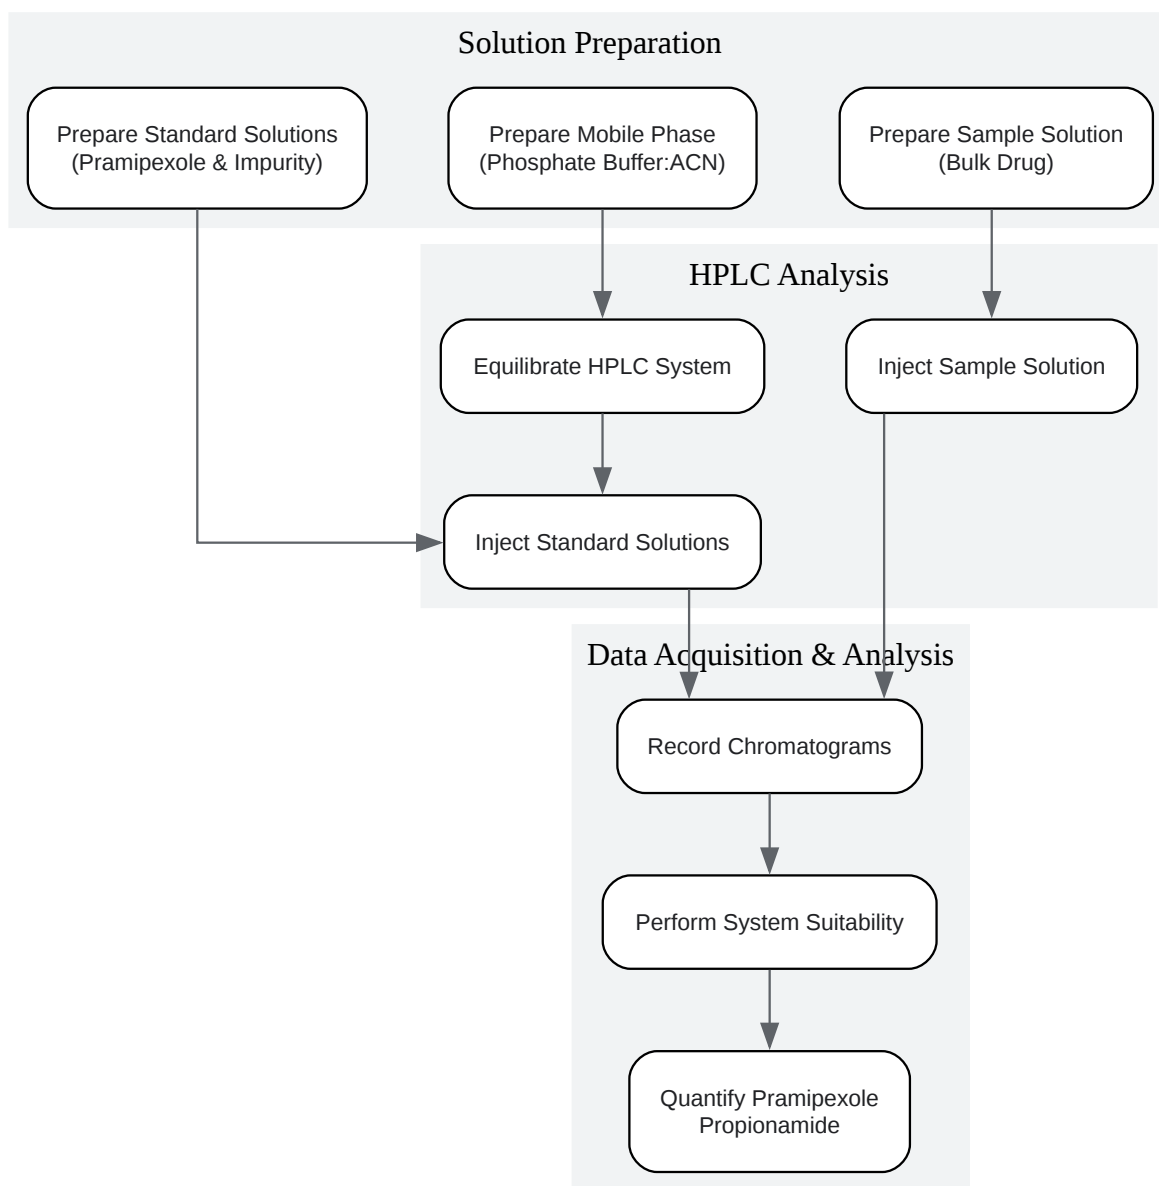 Solution Preparation
Prepare Standard Solutions
(Pramipexole & Impurity)
Prepare Mobile Phase
(Phosphate Buffer:ACN)
Prepare Sample Solution
(Bulk Drug)
HPLC Analysis
Equilibrate HPLC System
Inject Sample Solution
Inject Standard Solutions
Data Acquisition & Analysis
Record Chromatograms
Perform System Suitability
Quantify Pramipexole
Propionamide